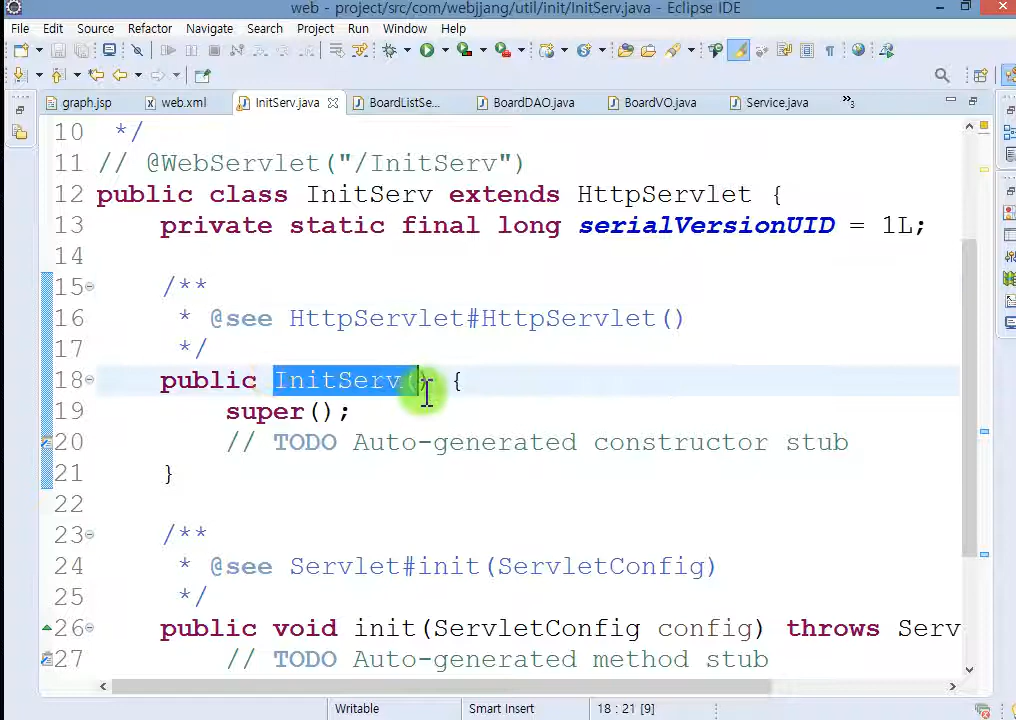 web - project/src/com/webjjang/util/init/InitServ.java - Eclipse IDE
File Edit Source Refactor Navigate Search Project Run Window Help
graph.jsp web.xml InitServ.java BoardListSe... BoardDAO.java BoardVO.java Service.java »3
10 */
11 // @WebServlet("/InitServ")
12 public class InitServ extends HttpServlet {
13 private static final long serialVersionUID = 1L;
14
15 /**
16 * @see HttpServlet#HttpServlet()
17 */
18 public InitServ() {
19 super();
20 // TODO Auto-generated constructor stub
21 }
22
23 /**
24 * @see Servlet#init(ServletConfig)
25 */
26 public void init(ServletConfig config) throws Serv
27 // TODO Auto-generated method stub
Writable Smart Insert 18 : 21 [9]